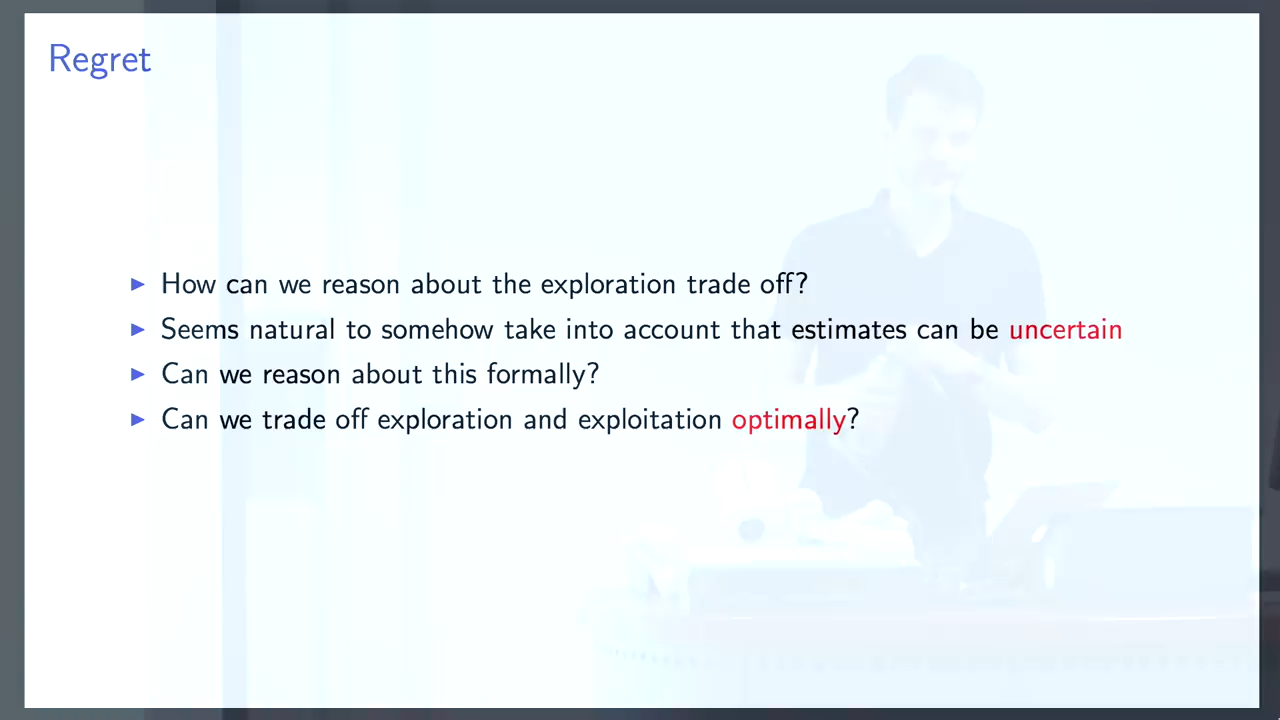 Regret
▶ How can we reason about the exploration trade off?
▶ Seems natural to somehow take into account that estimates can be uncertain
▶ Can we reason about this formally?
▶ Can we trade off exploration and exploitation optimally?